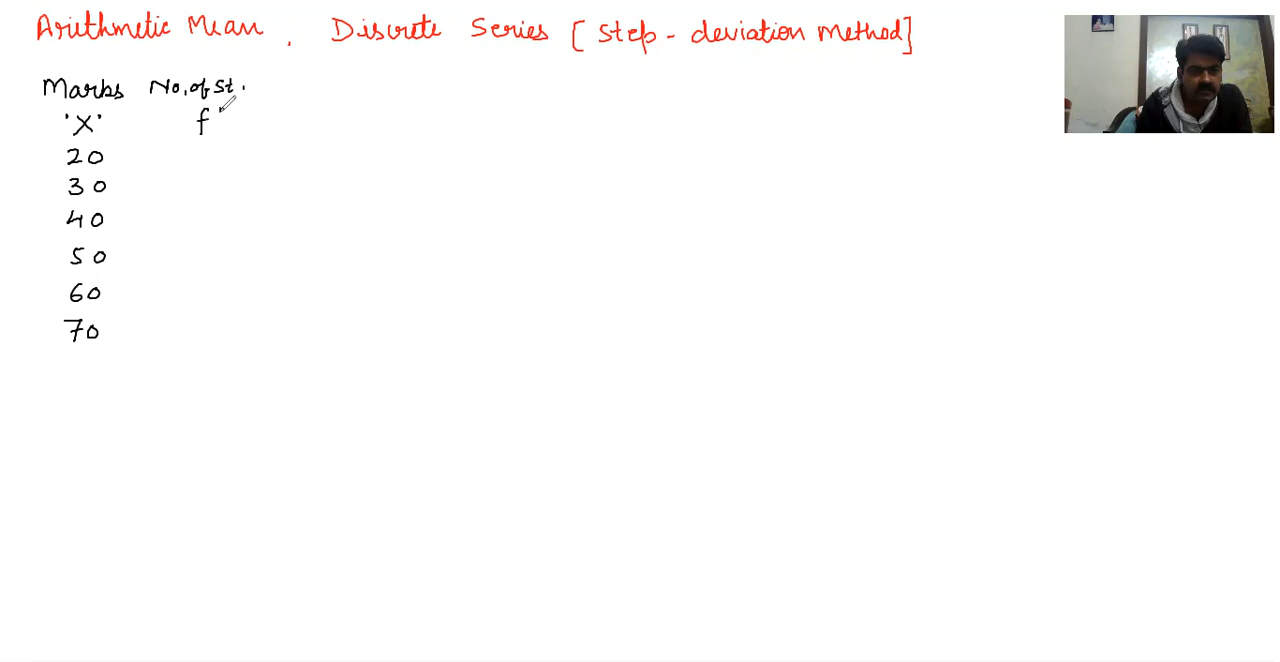 Arithmetic Mean, Discrete Series [Step-deviation Method]
Marks No. of St.
'X' f
20
30
40
50
60
70